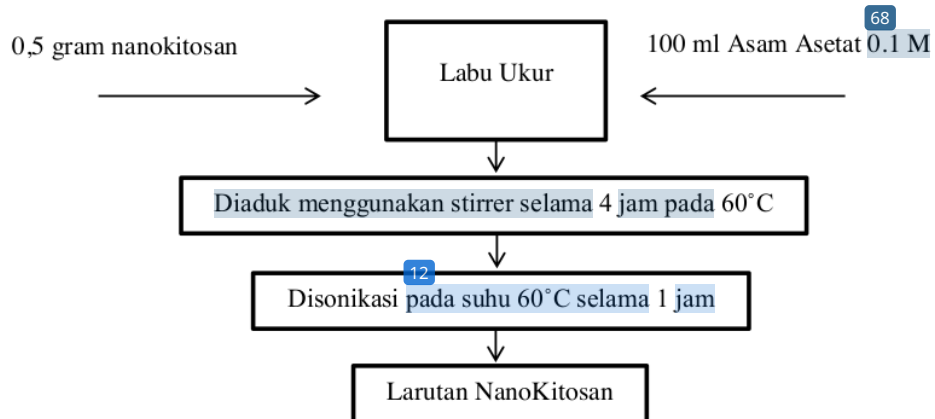 68
0,5 gram nanokitosan
100 ml Asam Asetat 0.1 M
Labu Ukur
Diaduk menggunakan stirrer selama 4 jam pada 60˚C
12
Disonikasi pada suhu 60˚C selama 1 jam
Larutan NanoKitosan